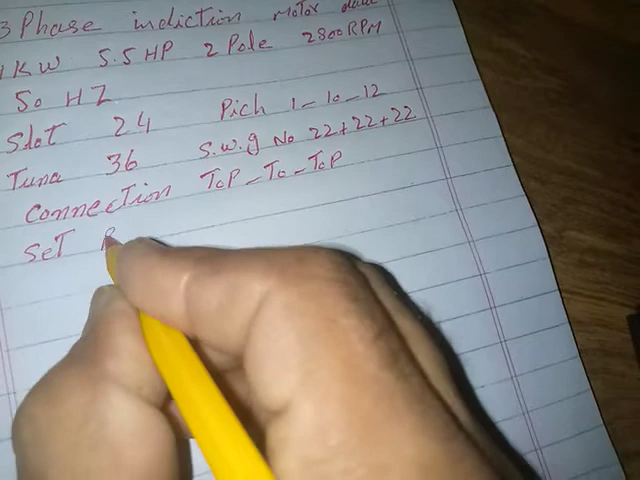 3 Phase indiction Motor data
KW 5.5 HP 2 Pole 2800 RPM
50 HZ
Slot 24 Pich 1-10-12
Tuna 36 S.w.g No 22+22+22
Connection ToP-To-ToP
SeT